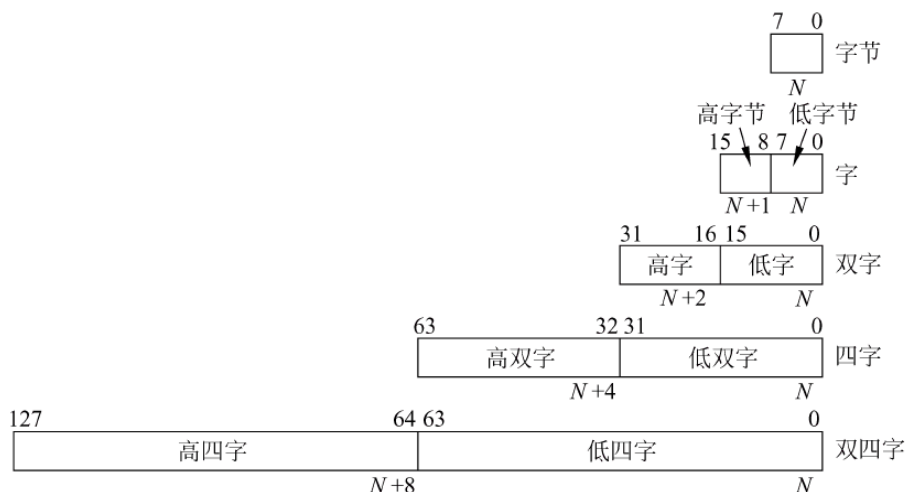 7 0
字节
N
高字节 低字节
15 8 7 0
字
N+1 N
31 16 15 0
高字 低字 双字
N+2 N
63 32 31 0
高双字 低双字 四字
N+4 N
127 64 63 0
高四字 低四字 双四字
N+8 N